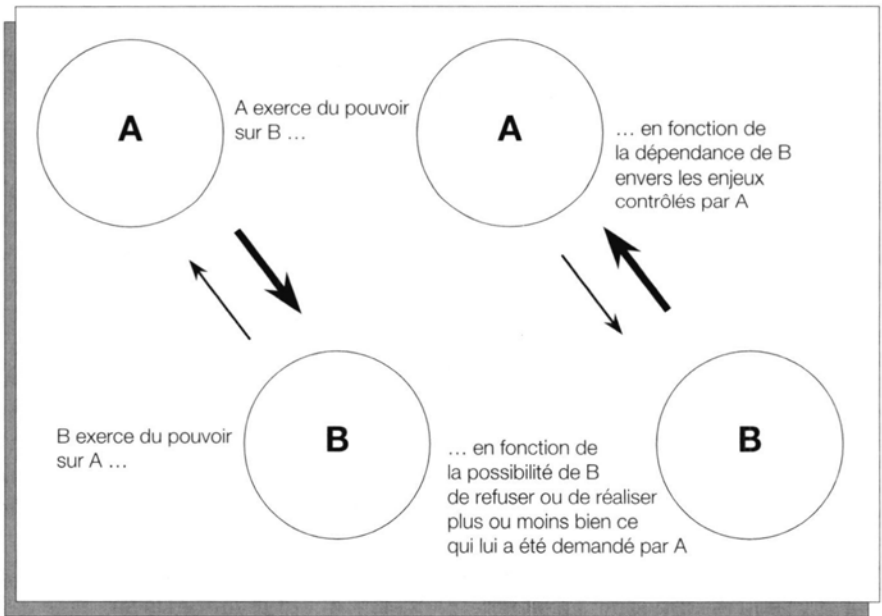 A
A exerce du pouvoir
sur B ...
A
... en fonction de
la dépendance de B
envers les enjeux
contrôlés par A
B exerce du pouvoir
sur A ...
B
... en fonction de
la possibilité de B
de refuser ou de réaliser
plus ou moins bien ce
qui lui a été demandé par A
B